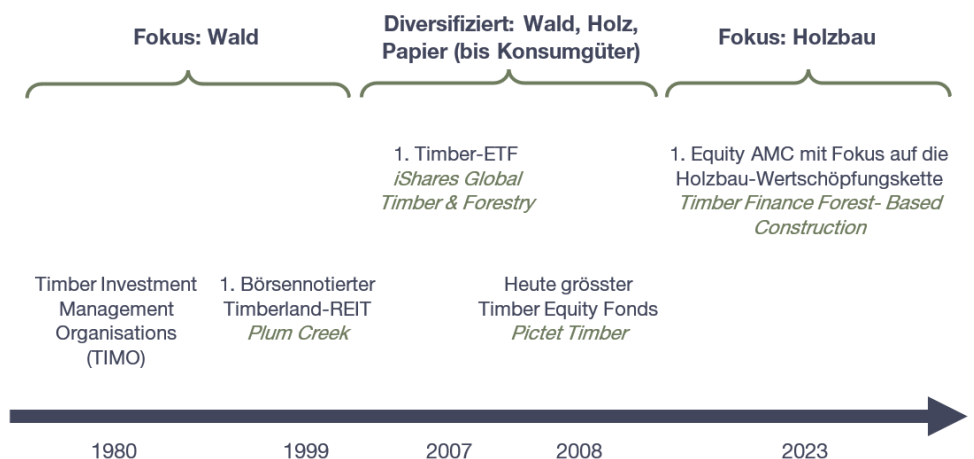 Fokus: Wald
Diversifiziert: Wald, Holz,
Papier (bis Konsumgüter)
Fokus: Holzbau
1. Timber-ETF
iShares Global
Timber & Forestry
1. Equity AMC mit Fokus auf die
Holzbau-Wertschöpfungskette
Timber Finance Forest- Based
Construction
Timber Investment
Management
Organisations
(TIMO)
1. Börsennotierter
Timberland-REIT
Plum Creek
Heute grösster
Timber Equity Fonds
Pictet Timber
1980
1999
2007
2008
2023